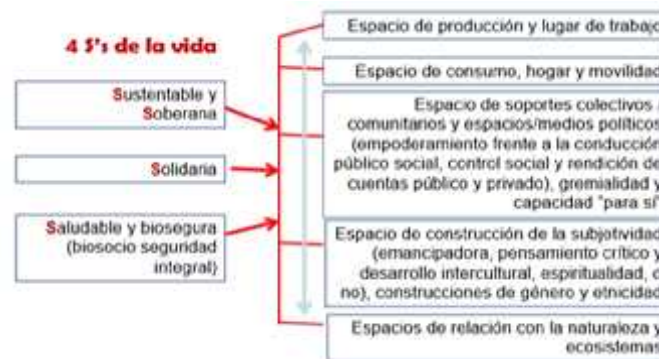 4 S's de la vida
Sustentable y
Soberana
Solidaria
Saludable y biosegura
(biosocio seguridad
integral)
Espacio de producción y lugar de trabajo
Espacio de consumo, hogar y movilidad
Espacio de soportes colectivos
comunitarios y espacios/medios políticos
(empoderamiento frente a la conducción
público social, control social y rendición de
cuentas público y privado), gremialidad y
capacidad "para sí"
Espacio de construcción de la subjetividad
(emancipadora, pensamiento crítico y
desarrollo intercultural, espiritualidad, o
no), construcciones de género y etnicidad
Espacios de relación con la naturaleza y
ecosistemas